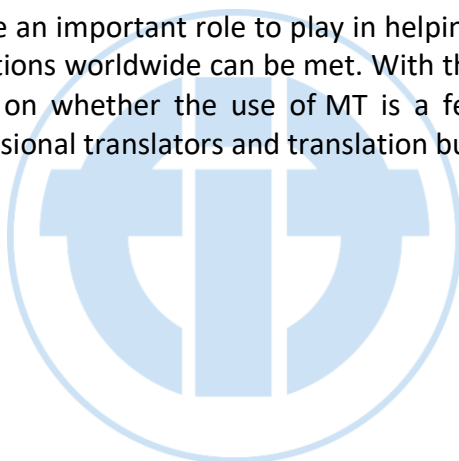 e an important role to play in helpin
tions worldwide can be met. With th
on whether the use of MT is a fe
sional translators and translation bu